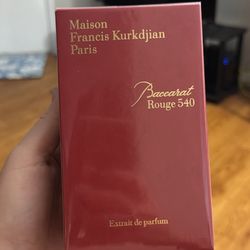 Maison
Francis Kurkdjian
Paris
Baccarat
Rouge 540
Extrait de parfum